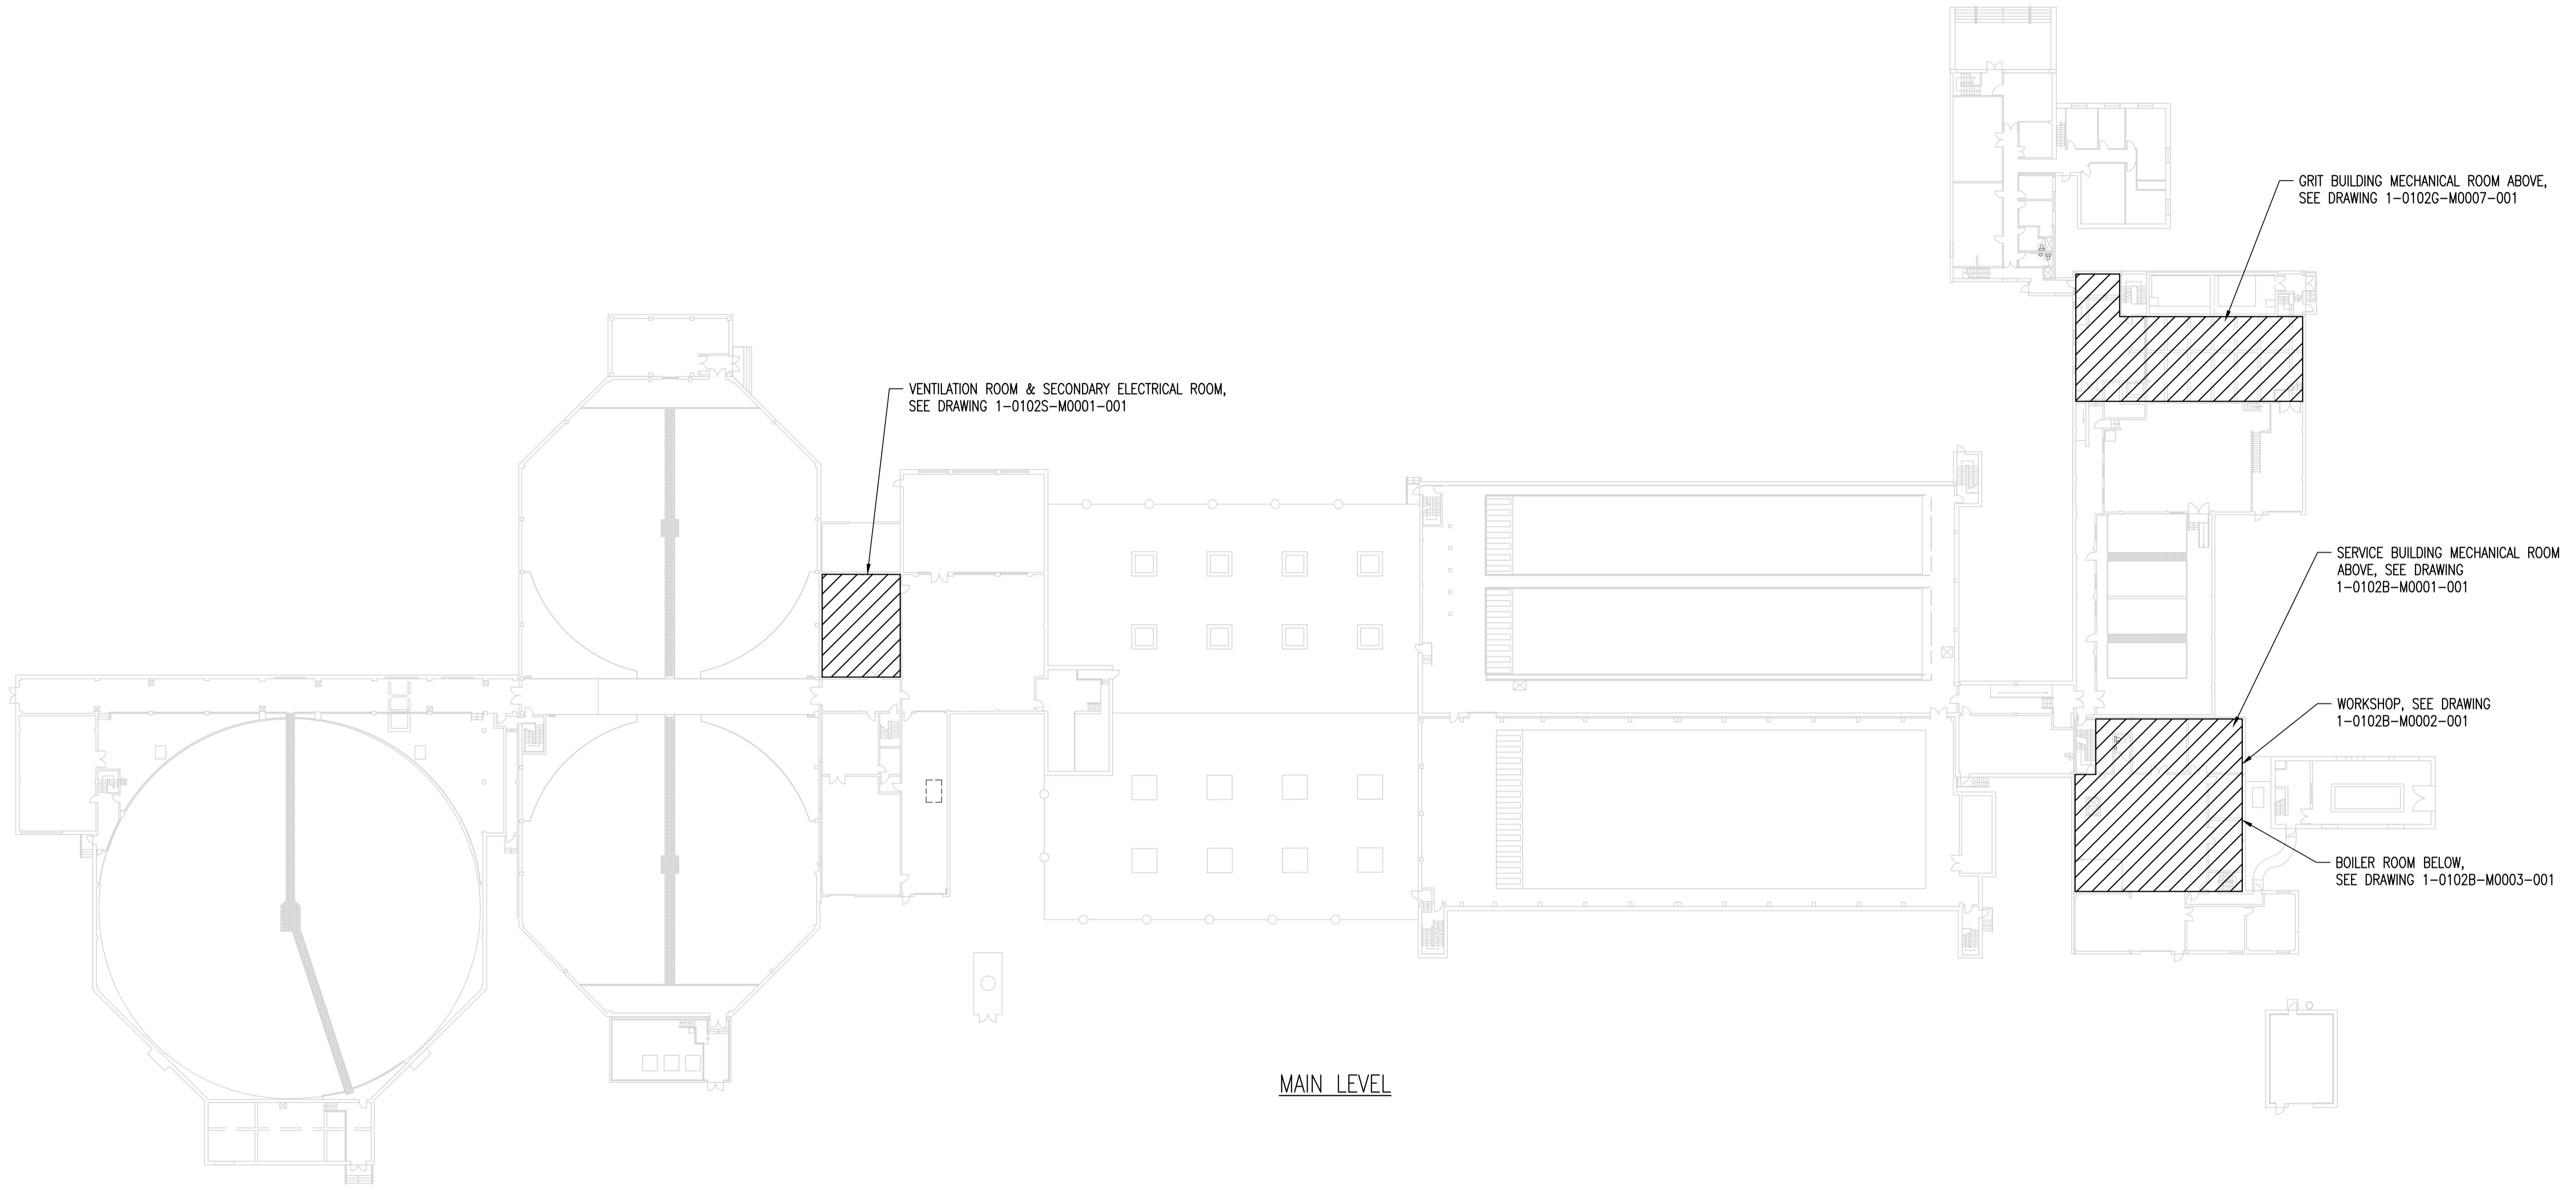 GRIT BUILDING MECHANICAL ROOM ABOVE,
SEE DRAWING 1-0102G-M0007-001
VENTILATION ROOM & SECONDARY ELECTRICAL ROOM,
SEE DRAWING 1-0102S-M0001-001
SERVICE BUILDING MECHANICAL ROOM
ABOVE, SEE DRAWING
1-0102B-M0001-001
WORKSHOP, SEE DRAWING
1-0102B-M0002-001
BOILER ROOM BELOW,
SEE DRAWING 1-0102B-M0003-001
MAIN LEVEL